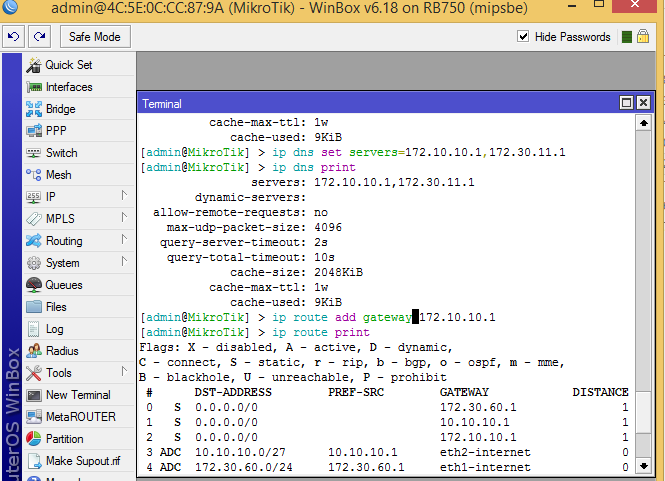 admin@4C:5E:0C:CC:87:9A (MikroTik) - WinBox v6.18 on RB750 (mipsbe)
Safe Mode
Hide Passwords
Quick Set
Interfaces
Bridge
PPP
Switch
Mesh
IP
MPLS
Routing
System
Queues
Files
Log
Radius
Tools
New Terminal
MetaROUTER
Partition
Make Supout.rif
uterOS WinBox
Terminal
cache-max-ttl: 1w
cache-used: 9KiB
[admin@MikroTik] > ip dns set servers=172.10.10.1,172.30.11.1
[admin@MikroTik] > ip dns print
servers: 172.10.10.1,172.30.11.1
dynamic-servers:
allow-remote-requests: no
max-udp-packet-size: 4096
query-server-timeout: 2s
query-total-timeout: 10s
cache-size: 2048KiB
cache-max-ttl: 1w
cache-used: 9KiB
[admin@MikroTik] > ip route add gateway 172.10.10.1
[admin@MikroTik] > ip route print
Flags: X - disabled, A - active, D - dynamic,
C - connect, S - static, r - rip, b - bgp, o - ospf, m - mme,
B - blackhole, U - unreachable, P - prohibit
# DST-ADDRESS PREF-SRC GATEWAY DISTANCE
0 S 0.0.0.0/0 172.30.60.1 1
1 S 0.0.0.0/0 10.10.10.1 1
2 S 0.0.0.0/0 172.10.10.1 1
3 ADC 10.10.10.0/27 10.10.10.1 eth2-internet 0
4 ADC 172.30.60.0/24 172.30.60.1 eth1-internet 0